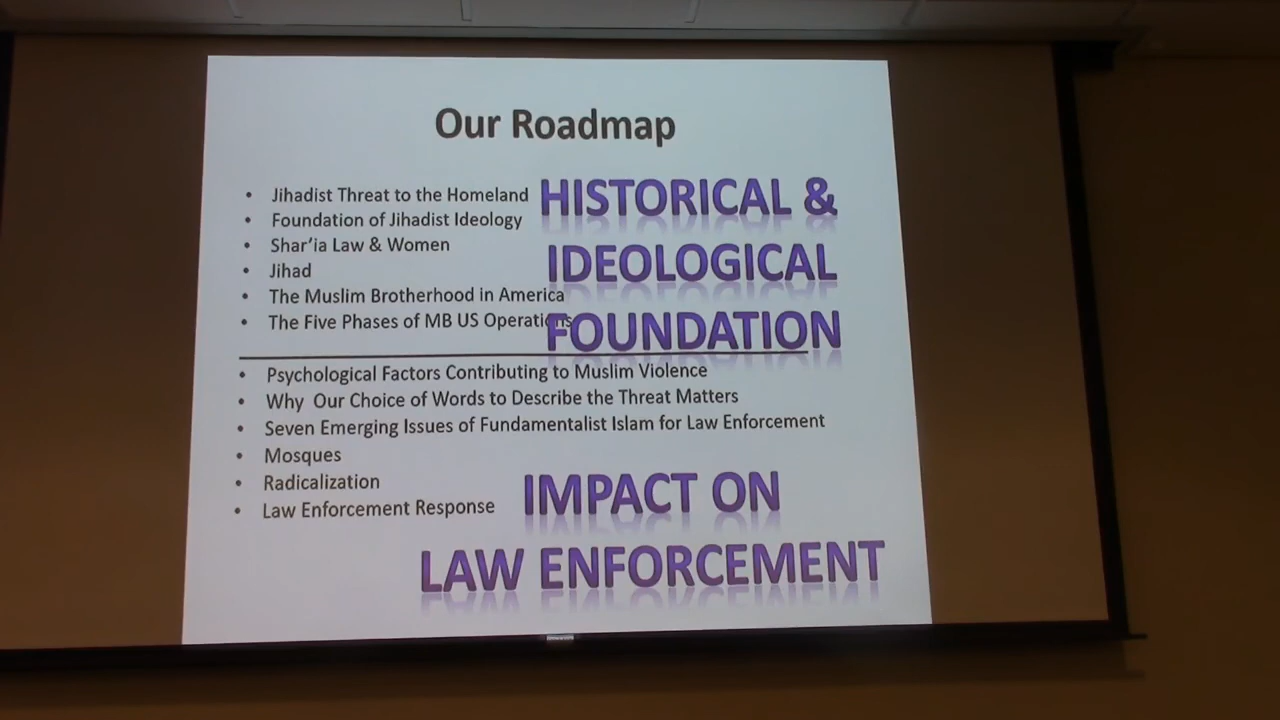 Our Roadmap
• Jihadist Threat to the Homeland
• Foundation of Jihadist Ideology
• Shar'ia Law & Women
• Jihad
• The Muslim Brotherhood in America
• The Five Phases of MB US Operations
HISTORICAL &
IDEOLOGICAL
FOUNDATION
• Psychological Factors Contributing to Muslim Violence
• Why Our Choice of Words to Describe the Threat Matters
• Seven Emerging Issues of Fundamentalist Islam for Law Enforcement
• Mosques
• Radicalization
• Law Enforcement Response
IMPACT ON
LAW ENFORCEMENT